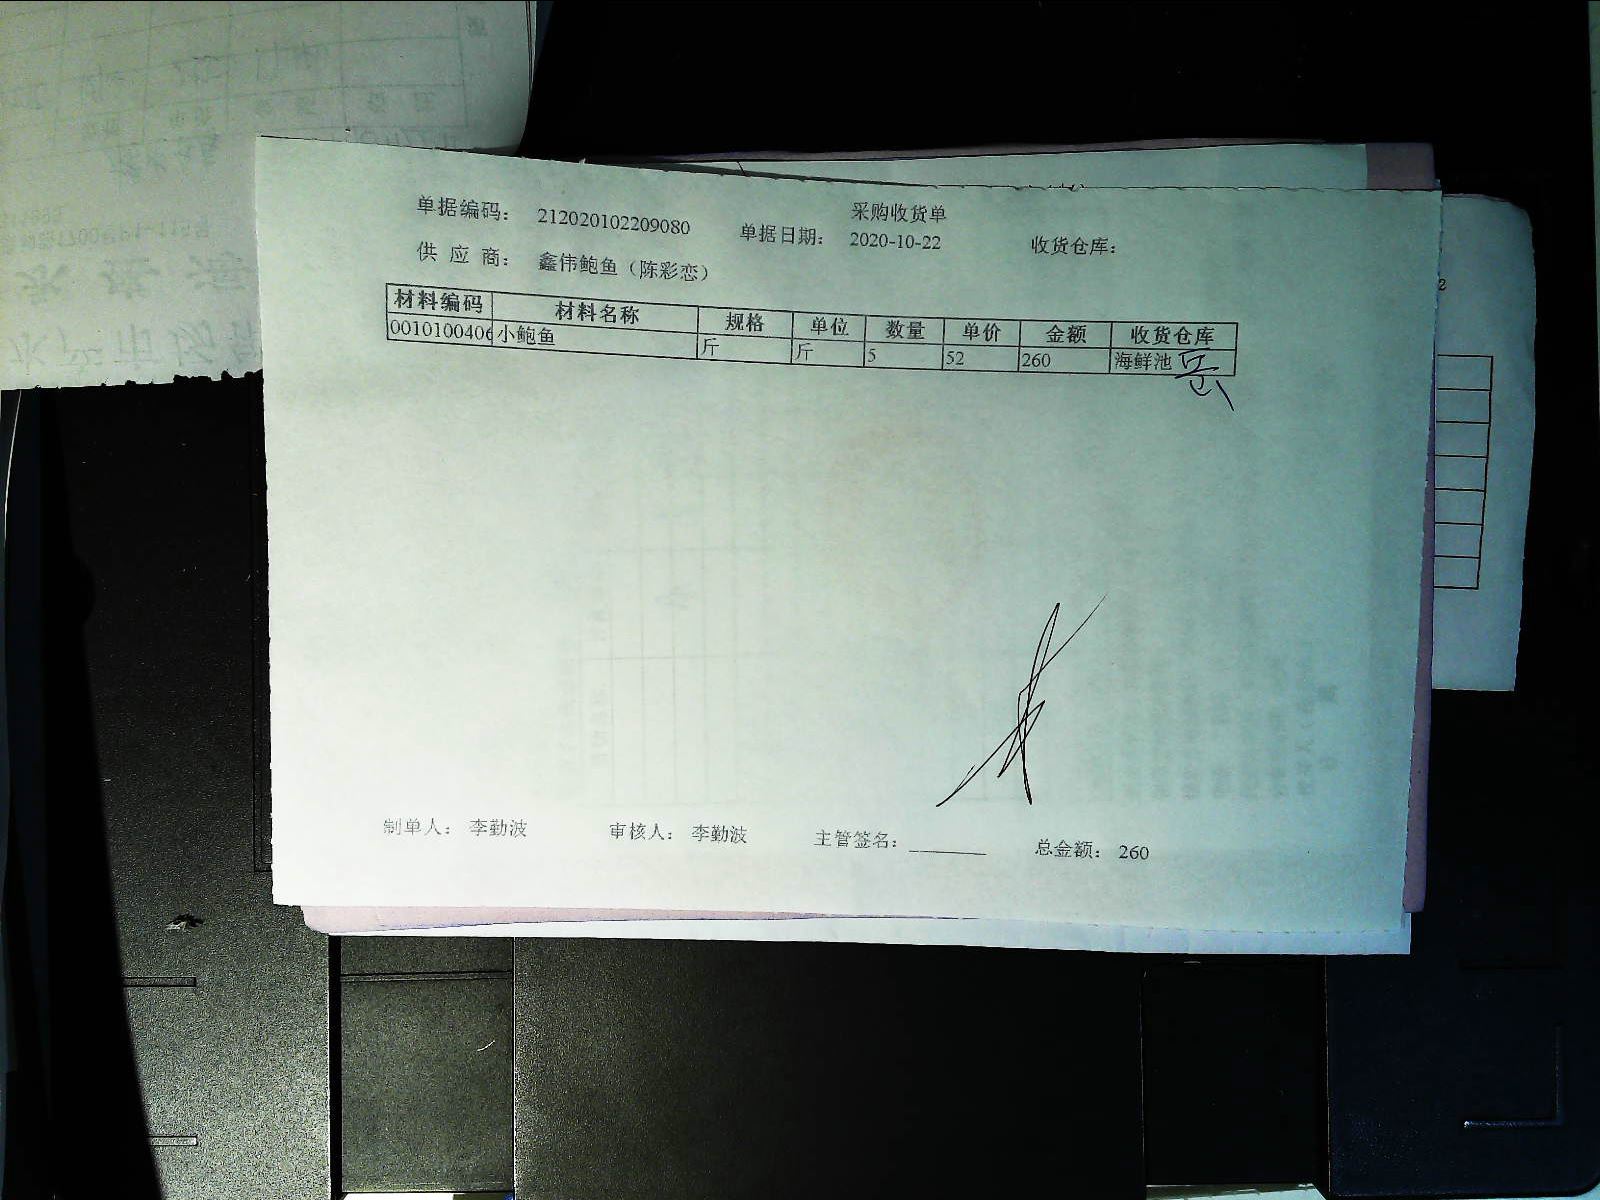 采购收货单
单据编码： 212020102209080 单据日期： 2020-10-22 收货仓库：
供 应 商： 鑫伟鲍鱼（陈彩恋）
材料编码 材料名称 规格 单位 数量 单价 金额 收货仓库
0010100406 小鲍鱼 斤 斤 5 52 260 海鲜池
制单人： 李勤波 审核人： 李勤波 主管签名： 总金额： 260